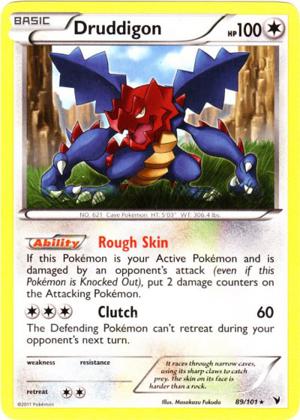 BASIC
Druddigon
HP 100
NO. 621 Cave Pokémon. HT. 5'03" WT. 306.4 lbs.
Ability Rough Skin
If this Pokémon is your Active Pokémon and is
damaged by an opponent's attack (even if this
Pokémon is Knocked Out), put 2 damage counters on
the Attacking Pokémon.
Clutch 60
The Defending Pokémon can't retreat during your
opponent's next turn.
weakness resistance
retreat
It races through narrow caves,
using its sharp claws to catch
prey. The skin on its face is
harder than a rock.
Illus. Masakazu Fukuda
©2011 Pokémon
89/101